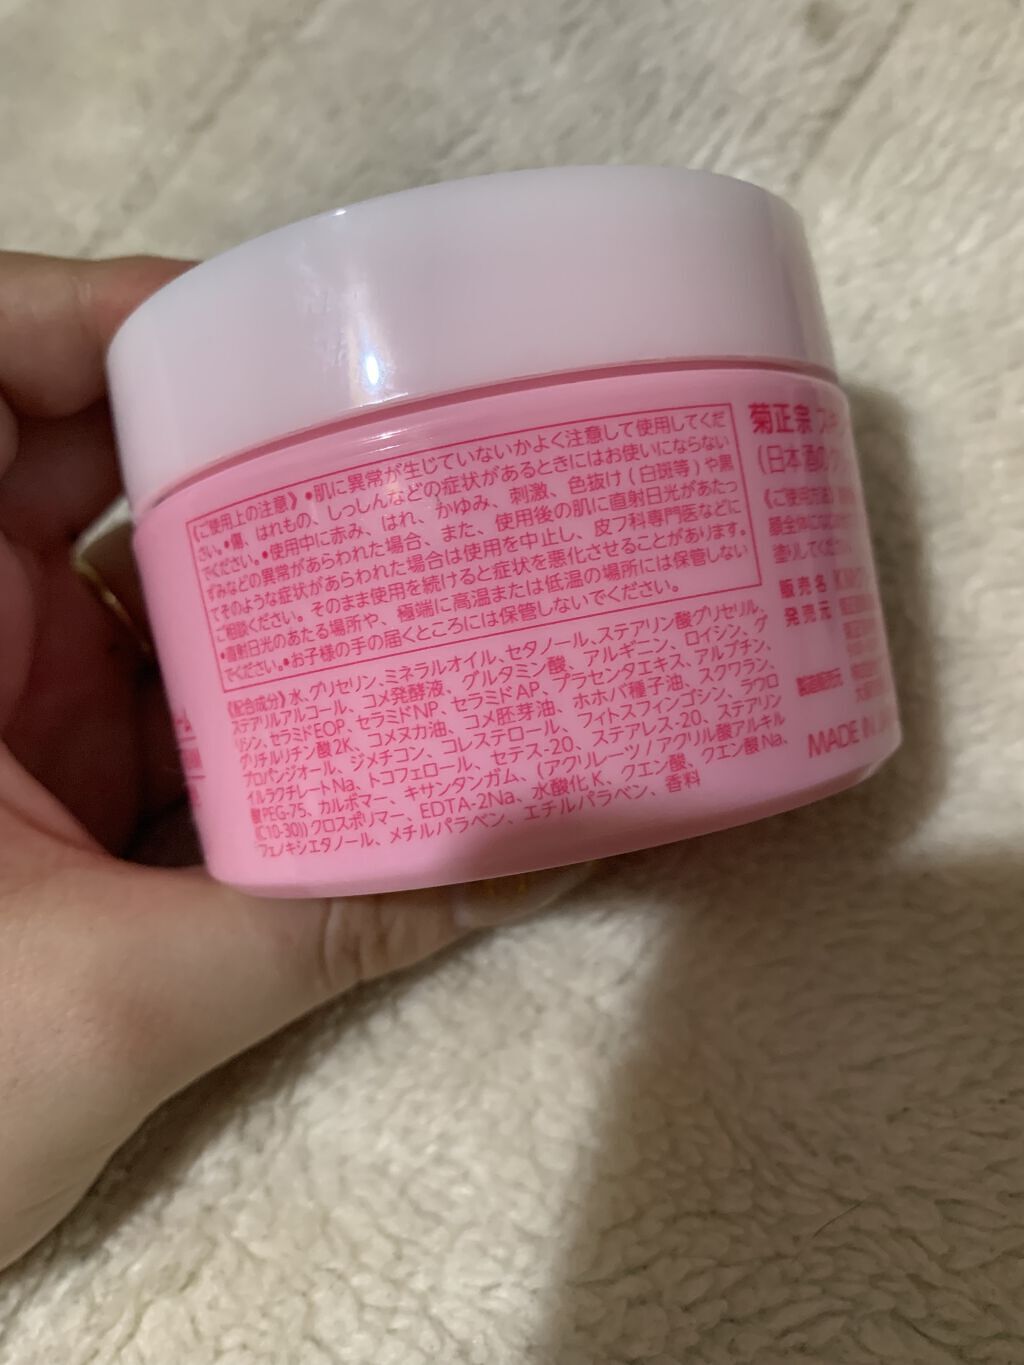 《ご使用上の注意》●肌に異常が生じていないかよく注意して使用してくだ
さい。●傷、はれもの、しっしんなどの症状があるときにはお使いにならない
でください。●使用中に赤み、はれ、かゆみ、刺激、色抜け(白斑等)や黒
ずみなどの異常があらわれた場合、また、使用後の肌に直射日光があたっ
てそのような症状があらわれた場合は使用を中止し、皮フ科専門医などに
ご相談ください。そのまま使用を続けると症状を悪化させることがあります。
●直射日光のあたる場所や、極端に高温または低温の場所には保管しない
でください。●お子様の手の届くところには保管しないでください。
《配合成分》水、グリセリン、ミネラルオイル、セタノール、ステアリン酸グリセリル、
ステアリルアルコール、コメ発酵液、グルタミン酸、アルギニン、ロイシン、グ
リシン、セラミドEOP、セラミドNP、セラミドAP、プラセンタエキス、アルブチン、
グリチルリチン酸2K、コメヌカ油、コメ胚芽油、ホホバ種子油、スクワラン、
プロパンジオール、ジメチコン、コレステロール、フィトスフィンゴシン、ラウロ
イルラクチレートNa、トコフェロール、セテス-20、ステアレス-20、ステアリン
酸PEG-75、カルボマー、キサンタンガム、(アクリレーツ/アクリル酸アルキル
(C10-30))クロスポリマー、EDTA-2Na、水酸化K、クエン酸、クエン酸Na、
フェノキシエタノール、メチルパラベン、エチルパラベン、香料
菊正宗
(日本酒の
《ご使用方法》
顔全体に
塗りしてください
販売名
発売元
製造販売元
MADE IN